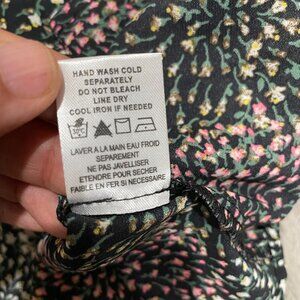 HAND WASH COLD
SEPARATELY
DO NOT BLEACH
LINE DRY
COOL IRON IF NEEDED
30°C
LAVER A LA MAIN EAU FROID
SEPAREMENT
NE PAS JAVELLISER
ETENDRE POUR SECHER
FAIBLE EN FER SI NECESSAIRE